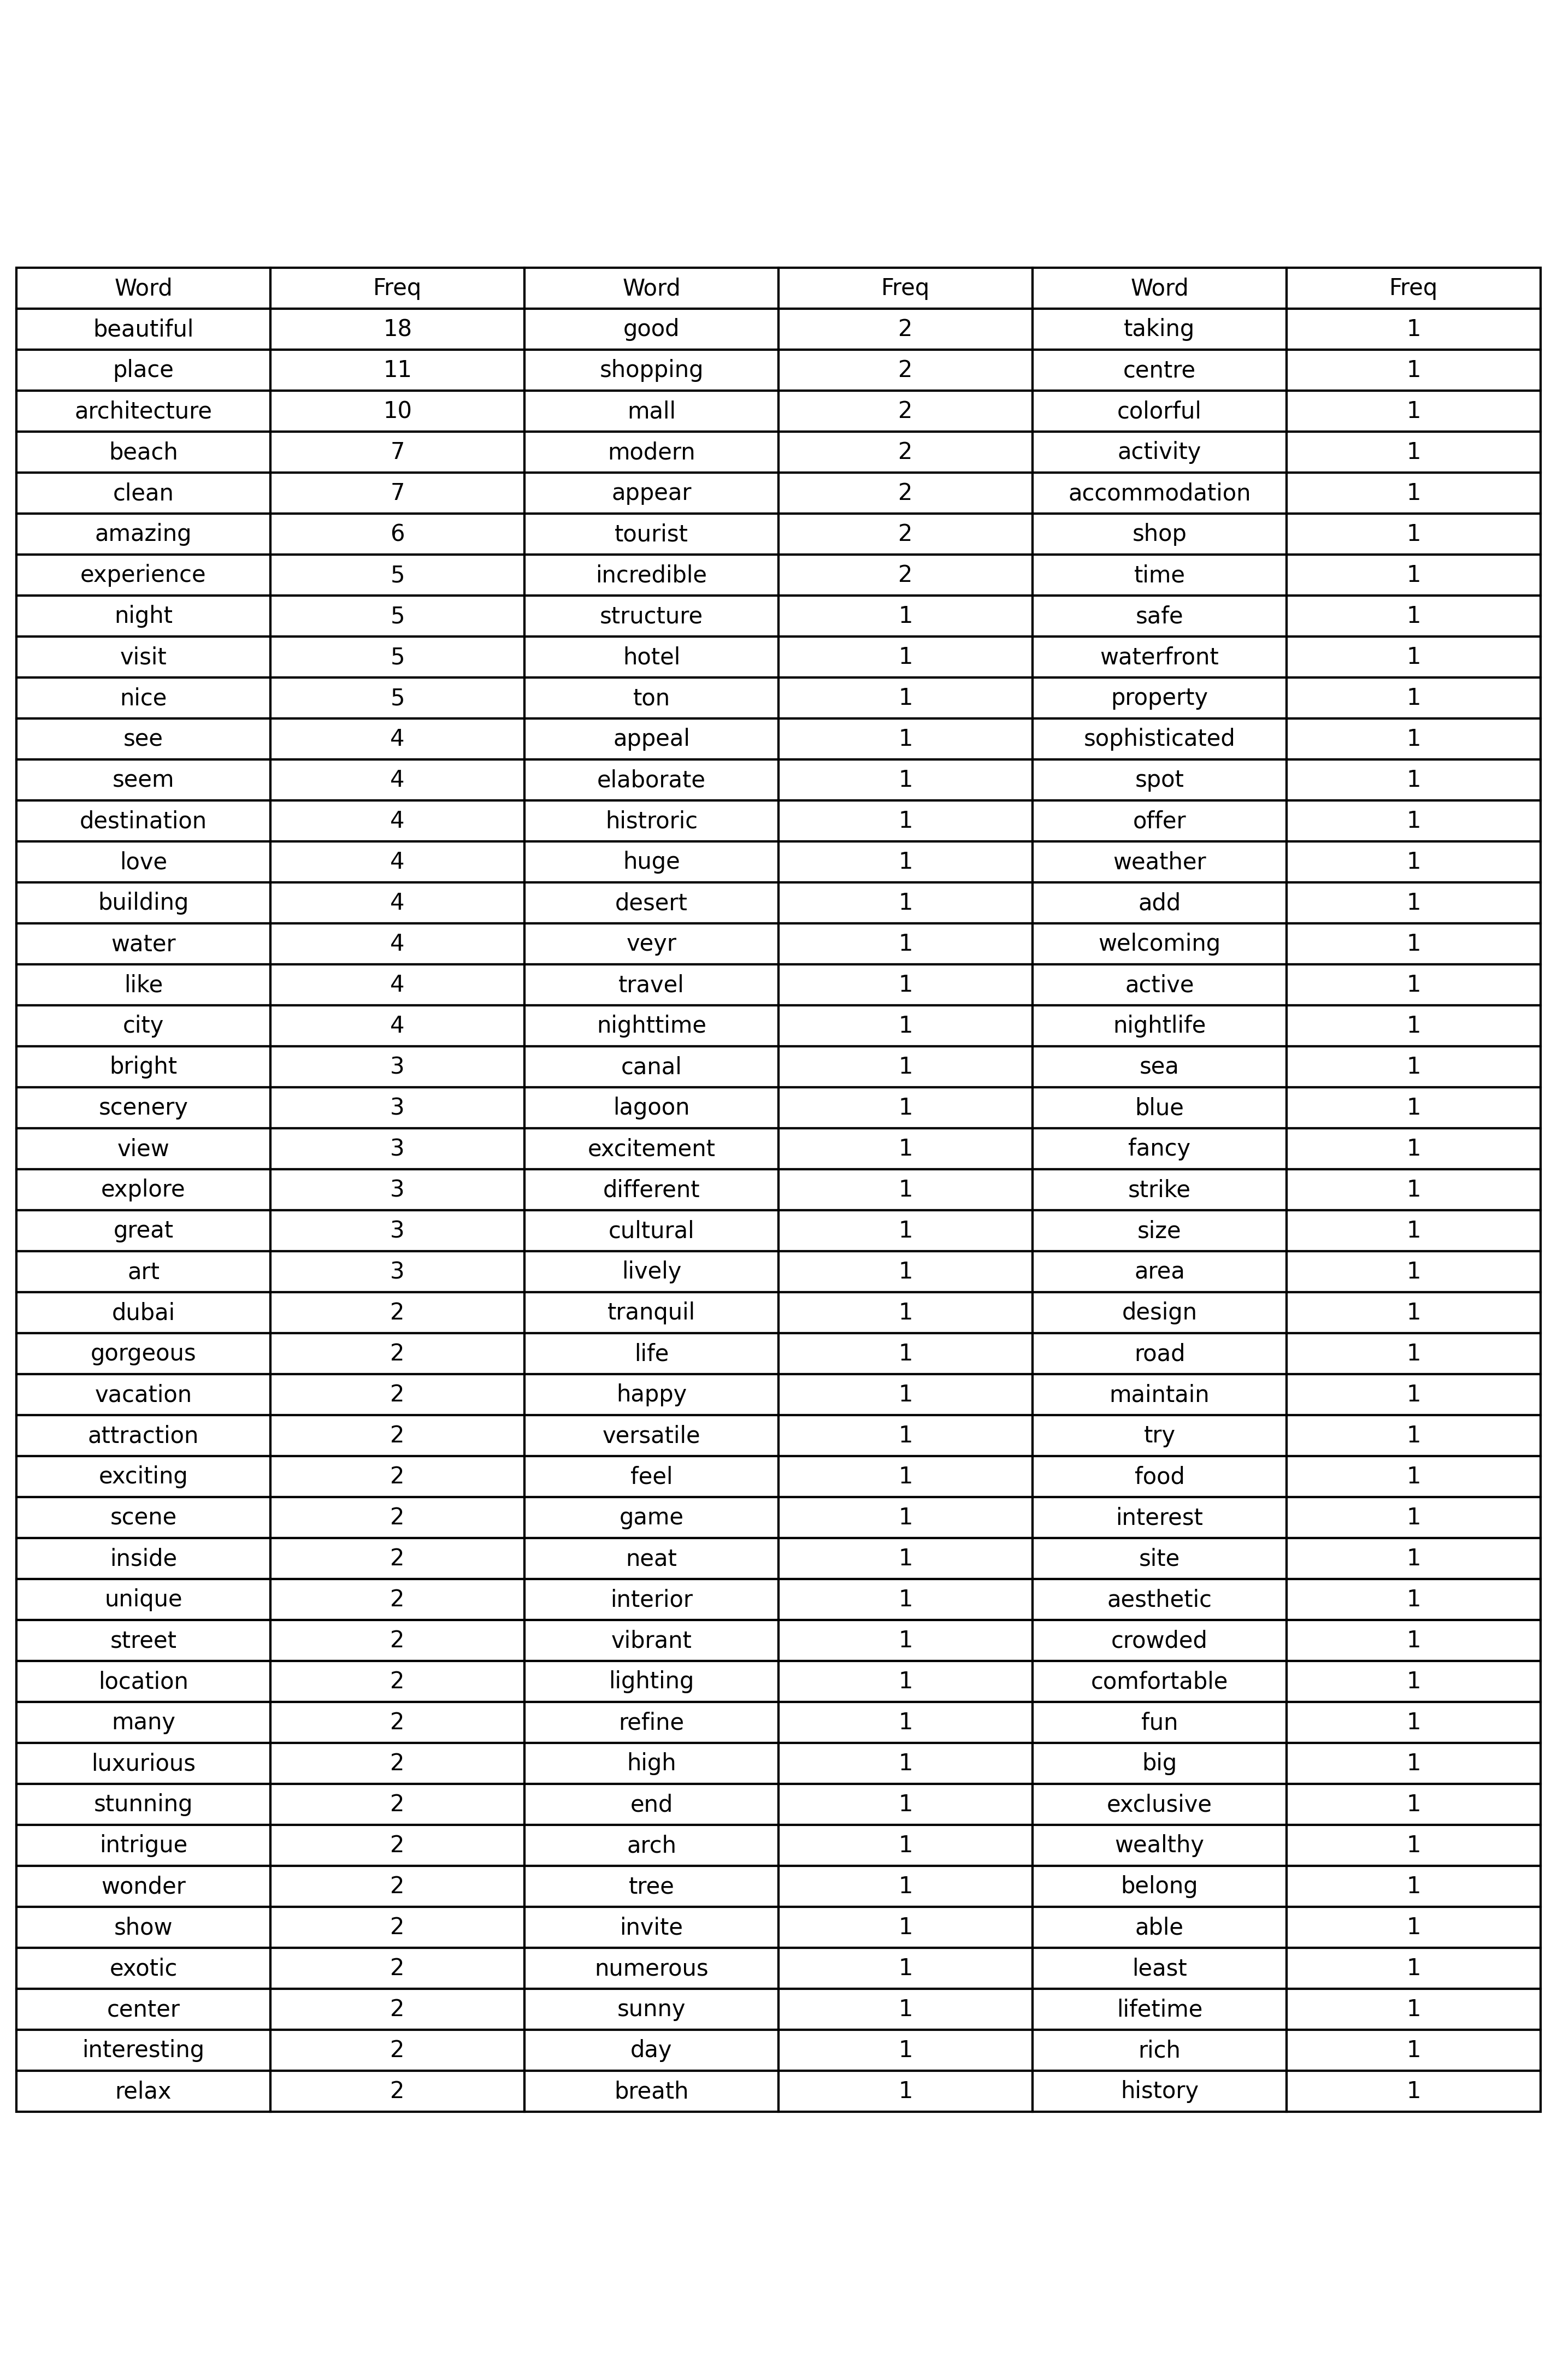 Word Freq Word Freq Word Freq
beautiful 18 good 2 taking 1
place 11 shopping 2 centre 1
architecture 10 mall 2 colorful 1
beach 7 modern 2 activity 1
clean 7 appear 2 accommodation 1
amazing 6 tourist 2 shop 1
experience 5 incredible 2 time 1
night 5 structure 1 safe 1
visit 5 hotel 1 waterfront 1
nice 5 ton 1 property 1
see 4 appeal 1 sophisticated 1
seem 4 elaborate 1 spot 1
destination 4 histroric 1 offer 1
love 4 huge 1 weather 1
building 4 desert 1 add 1
water 4 veyr 1 welcoming 1
like 4 travel 1 active 1
city 4 nighttime 1 nightlife 1
bright 3 canal 1 sea 1
scenery 3 lagoon 1 blue 1
view 3 excitement 1 fancy 1
explore 3 different 1 strike 1
great 3 cultural 1 size 1
art 3 lively 1 area 1
dubai 2 tranquil 1 design 1
gorgeous 2 life 1 road 1
vacation 2 happy 1 maintain 1
attraction 2 versatile 1 try 1
exciting 2 feel 1 food 1
scene 2 game 1 interest 1
inside 2 neat 1 site 1
unique 2 interior 1 aesthetic 1
street 2 vibrant 1 crowded 1
location 2 lighting 1 comfortable 1
many 2 refine 1 fun 1
luxurious 2 high 1 big 1
stunning 2 end 1 exclusive 1
intrigue 2 arch 1 wealthy 1
wonder 2 tree 1 belong 1
show 2 invite 1 able 1
exotic 2 numerous 1 least 1
center 2 sunny 1 lifetime 1
interesting 2 day 1 rich 1
relax 2 breath 1 history 1